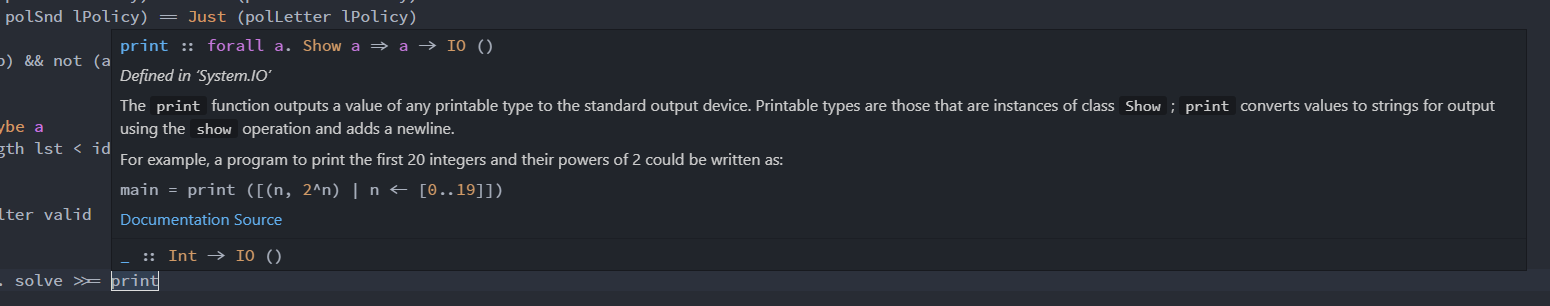 polSnd lPolicy) == Just (polLetter lPolicy)
print :: forall a. Show a => a -> IO ()
) && not (a
Defined in ‘System.IO’
The print function outputs a value of any printable type to the standard output device. Printable types are those that are instances of class Show ; print converts values to strings for output
using the show operation and adds a newline.
ybe a
gth lst < id
For example, a program to print the first 20 integers and their powers of 2 could be written as:
main = print ([(n, 2^n) | n <- [0..19]])
lter valid
Documentation Source
_ :: Int -> IO ()
. solve >>= print